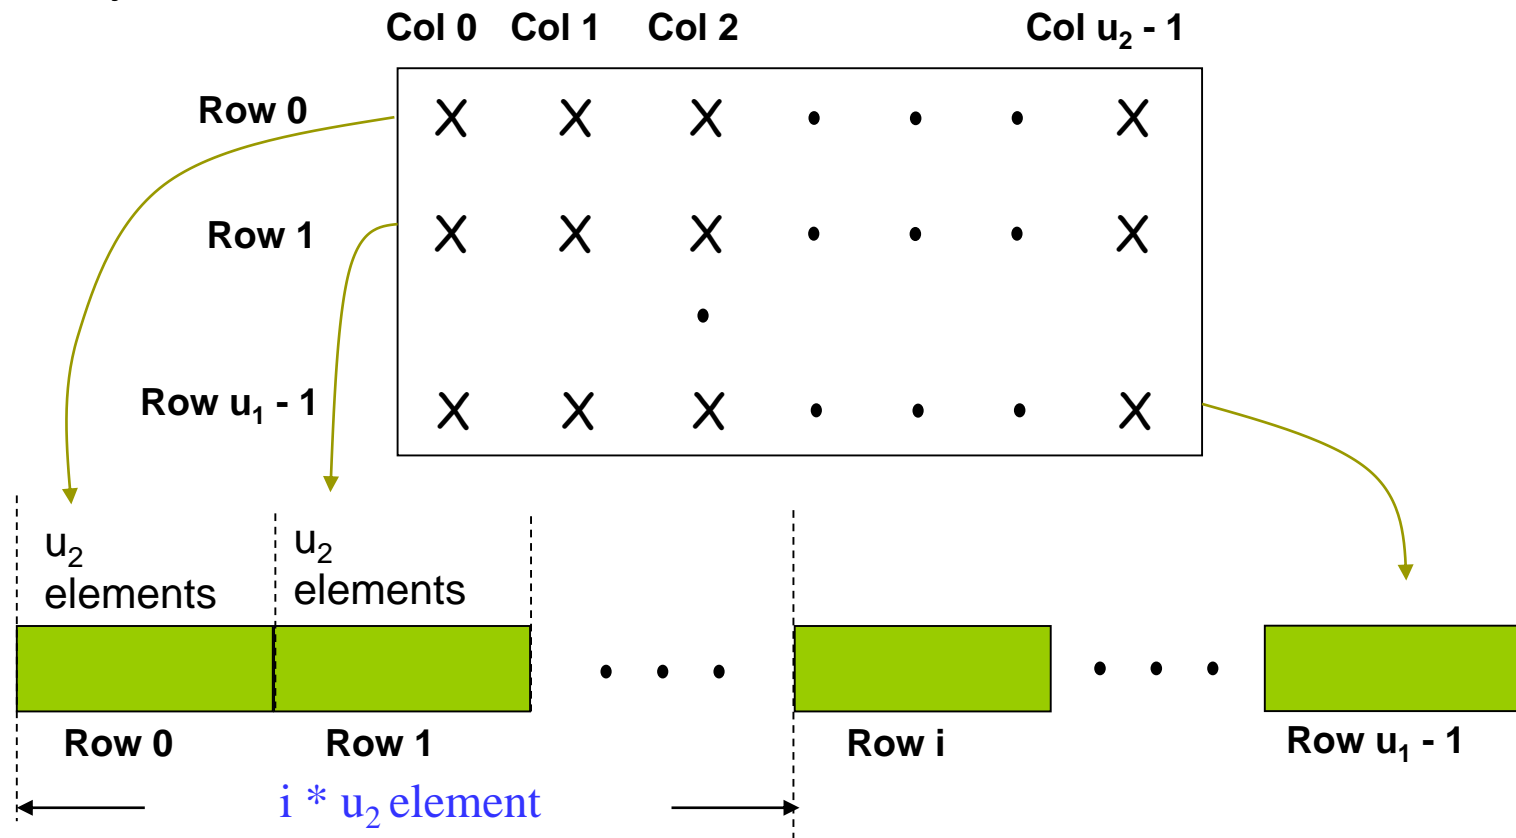 Col 0 Col 1 Col 2 Col u₂ - 1
Row 0
Row 1
Row u₁ - 1
u₂ elements
u₂ elements
Row 0 Row 1 Row i Row u₁ - 1
i * u₂ element